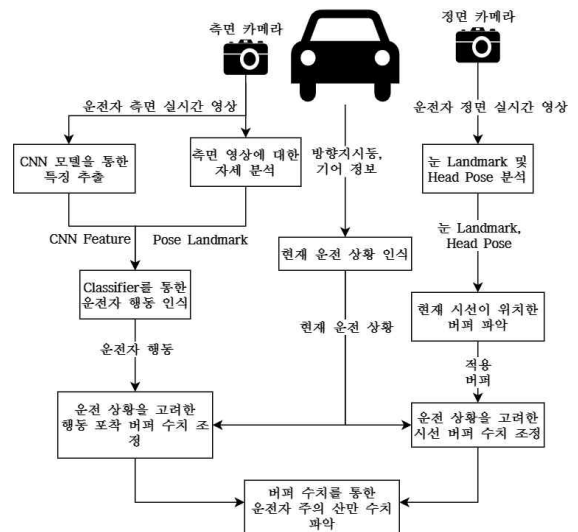 측면 카메라
정면 카메라
운전자 측면 실시간 영상
운전자 정면 실시간 영상
CNN 모델을 통한
특징 추출
측면 영상에 대한
자세 분석
방향지시등,
기어 정보
눈 Landmark 및
Head Pose 분석
CNN Feature
Pose Landmark
현재 운전 상황 인식
눈 Landmark,
Head Pose
Classifier를 통한
운전자 행동 인식
현재 시선이 위치한
버퍼 파악
운전자 행동
현재 운전 상황
적용
버퍼
운전 상황을 고려한
행동 포착 버퍼 수치 조
정
운전 상황을 고려한
시선 버퍼 수치 조정
버퍼 수치를 통한
운전자 주의 산만 수치
파악